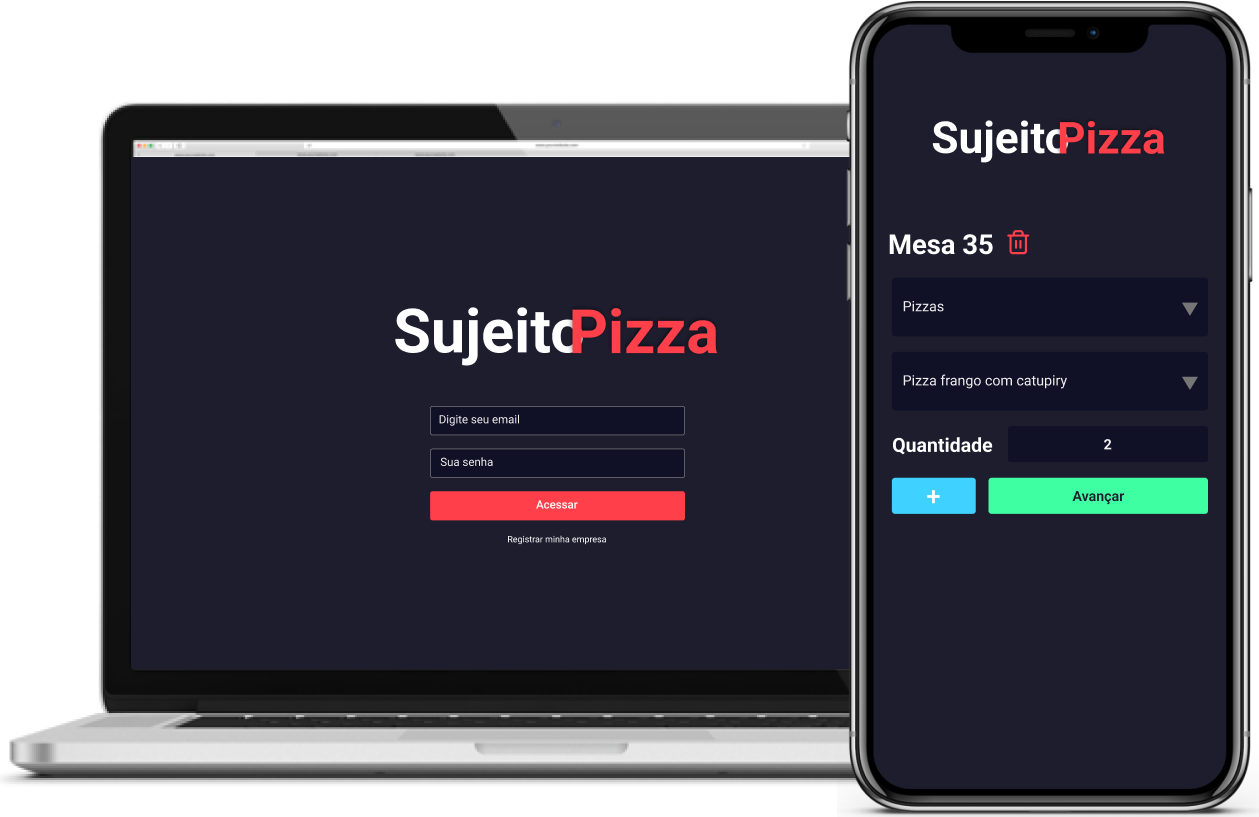 SujeitoPizza
Digite seu email
Sua senha
Acessar
Registrar minha empresa
SujeitoPizza
Mesa 35
Pizzas
Pizza frango com catupiry
Quantidade
2
+
Avançar